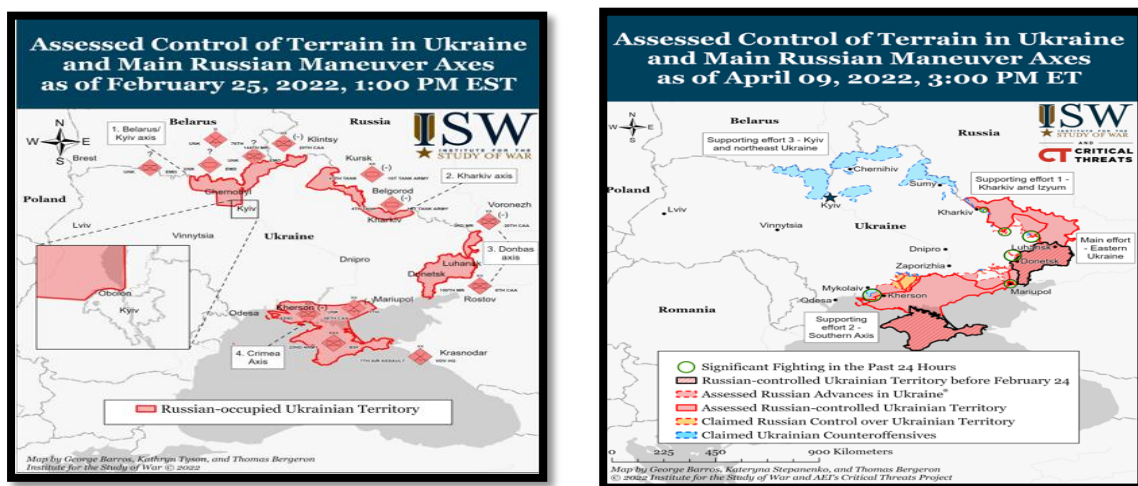 Assessed Control of Terrain in Ukraine
and Main Russian Maneuver Axes
as of February 25, 2022, 1:00 PM EST
N
W E
S
1. Belarus/
Kyiv axis
Belarus
Russia
ISW
INSTITUTE FOR THE
STUDY OF WAR
Brest
Klintsy
Kursk
2. Kharkiv axis
Chernobyl
Belgorod
Voronezh
Poland
Kyiv
Kharkiv
Lviv
Vinnytsia
Ukraine
3. Donbas
axis
Dnipro
Luhansk
Donetsk
Rostov
Obolon
Kyiv
Mariupol
Kherson
Odesa
4. Crimea
Axis
Krasnodar
Russian-occupied Ukrainian Territory
Map by George Barros, Kathryn Tyson, and Thomas Bergeron
Institute for the Study of War © 2022
Assessed Control of Terrain in Ukraine
and Main Russian Maneuver Axes
as of April 09, 2022, 3:00 PM ET
N
W E
S
Belarus
Russia
ISW
INSTITUTE FOR THE
STUDY OF WAR
AND
CT CRITICAL
THREATS
Supporting effort 3 - Kyiv
and northeast Ukraine
Chernihiv
Supporting effort 1 -
Kharkiv and Izyum
Sumy
Poland
Kyiv
Lviv
Kharkiv
Vinnytsia
Ukraine
Main effort
- Eastern
Ukraine
Dnipro
Luhansk
Donetsk
Zaporizhia
Mykolaiv
Mariupol
Odesa
Kherson
Romania
Supporting
effort 2 -
Southern Axis
Significant Fighting in the Past 24 Hours
Russian-controlled Ukrainian Territory before February 24
Assessed Russian Advances in Ukraine*
Assessed Russian-controlled Ukrainian Territory
Claimed Russian Control over Ukrainian Territory
Claimed Ukrainian Counteroffensives
0 225 450 900 Kilometers
Map by George Barros, Kateryna Stepanenko, and Thomas Bergeron
© 2022 Institute for the Study of War and AEI's Critical Threats Project